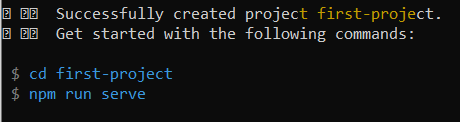 Successfully created project first-project.
Get started with the following commands:
$ cd first-project
$ npm run serve